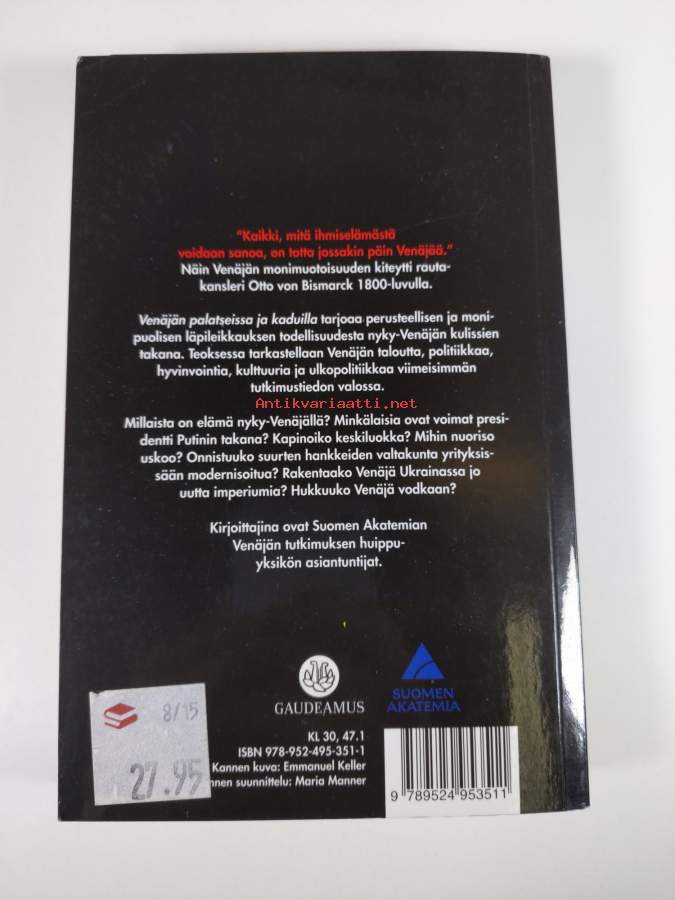 "Kaikki, mitä ihmiselämästä
voidaan sanoa, on totta jossakin päin Venäjää."
Näin Venäjän monimuotoisuuden kiteytti rauta-
kansleri Otto von Bismarck 1800-luvulla.
Venäjän palatseissa ja kaduilla tarjoaa perusteellisen ja moni-
puolisen läpileikkauksen todellisuudesta nyky-Venäjän kulissien
takana. Teoksessa tarkastellaan Venäjän taloutta, politiikkaa,
hyvinvointia, kulttuuria ja ulkopolitiikkaa viimeisimmän
tutkimustiedon valossa.
Antikvariaatti.net
Millaista on elämä nyky-Venäjällä? Minkälaisia ovat voimat presi-
dentti Putinin takana? Kapinoiko keskiluokka? Mihin nuoriso
uskoo? Onnistuuko suurten hankkeiden valtakunta yrityksis-
sään modernisoitua? Rakentaako Venäjä Ukrainassa jo
uutta imperiumia? Hukkuuko Venäjä vodkaan?
Kirjoittajina ovat Suomen Akatemian
Venäjän tutkimuksen huippu-
yksikön asiantuntijat.
GAUDEAMUS
SUOMEN
AKATEMIA
8/15
27.95
KL 30, 47.1
ISBN 978-952-495-351-1
Kannen kuva: Emmanuel Keller
nnen suunnittelu: Maria Manner
9 789524 953511